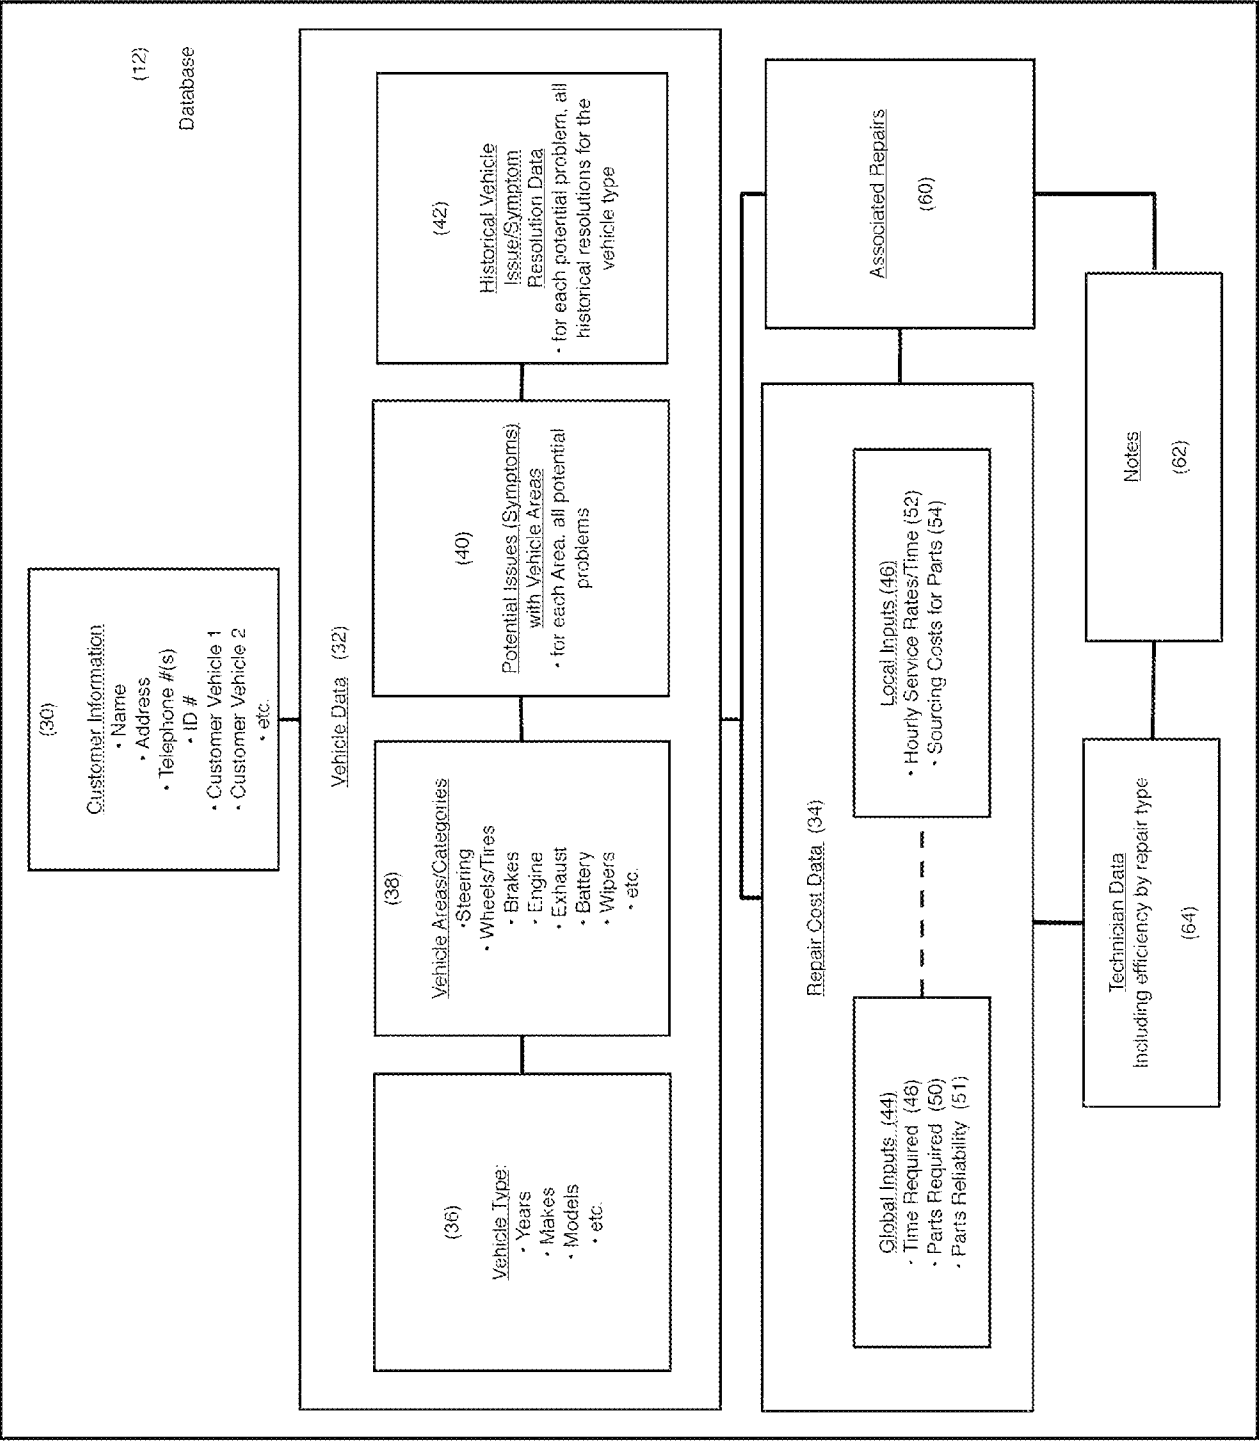 (12)
Database
(30)
Customer Information
• Name
• Address
• Telephone #(s)
• ID #
• Customer Vehicle 1
• Customer Vehicle 2
• etc.
Vehicle Data (32)
(36)
Vehicle Type:
• Years
• Makes
• Models
• etc.
(38)
Vehicle Areas/Categories
•Steering
• Wheels/Tires
• Brakes
• Engine
• Exhaust
• Battery
• Wipers
• etc.
(40)
Potential Issues (Symptoms)
with Vehicle Areas
• for each Area, all potential
problems
(42)
Historical Vehicle
Issue/Symptom
Resolution Data
• for each potential problem, all
historical resolutions for the
vehicle type
Repair Cost Data (34)
Global Inputs (44)
• Time Required (46)
• Parts Required (50)
• Parts Reliability (51)
Local Inputs (46)
• Hourly Service Rates/Time (52)
• Sourcing Costs for Parts (54)
Associated Repairs
(60)
Technician Data
Including efficiency by repair type
(64)
Notes
(62)